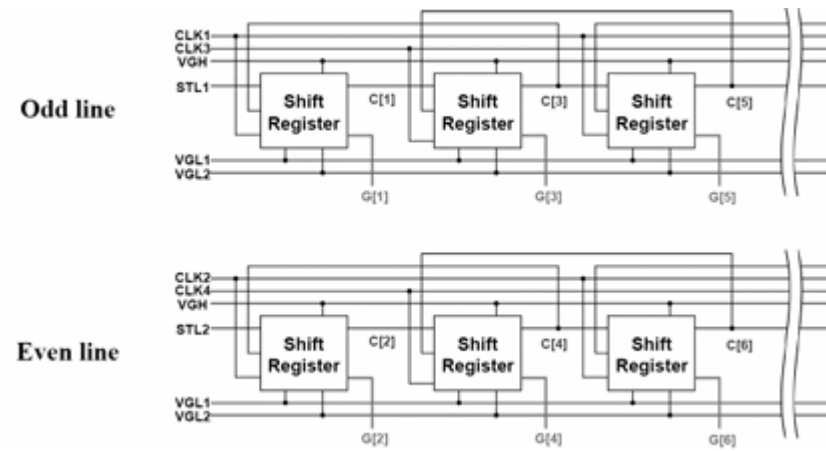 CLK1
CLK3
VGH
STL1
C[1] C[3] C[5]
Odd line
Shift Register
Shift Register
Shift Register
VGL1
VGL2
G[1] G[3] G[5]
CLK2
CLK4
VGH
STL2
C[2] C[4] C[6]
Even line
Shift Register
Shift Register
Shift Register
VGL1
VGL2
G[2] G[4] G[6]